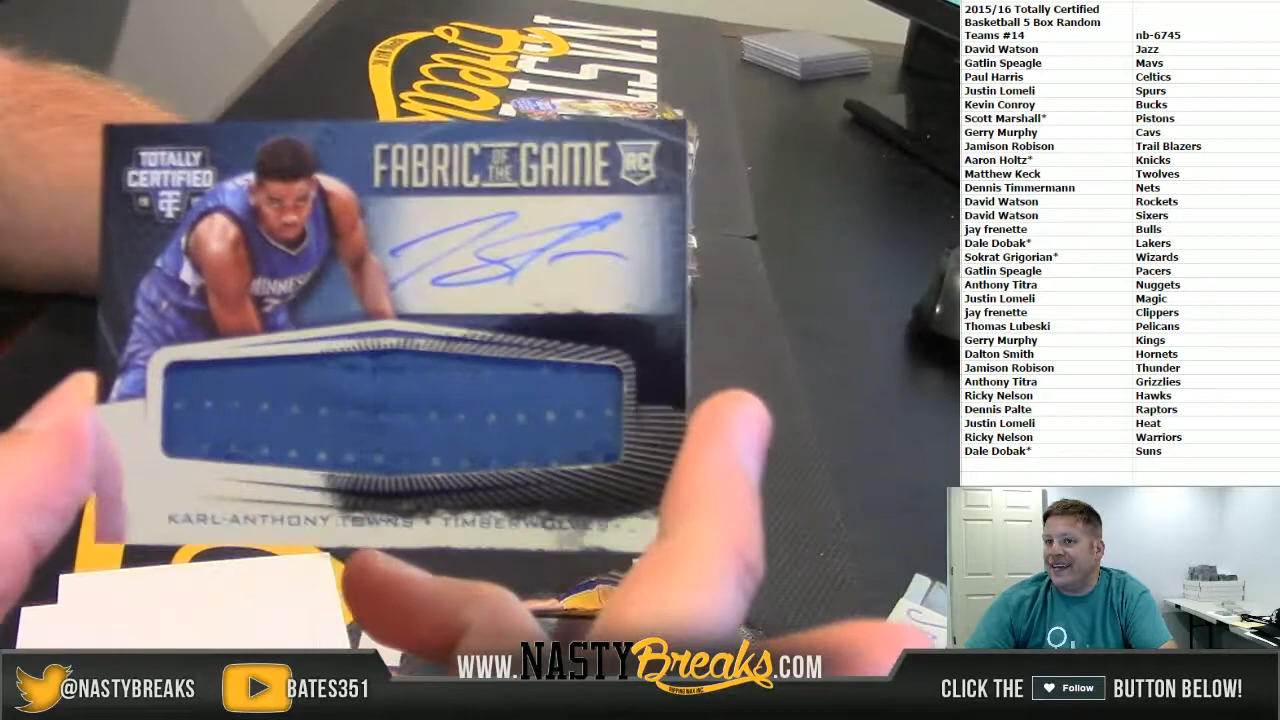 2015/16 Totally Certified
Basketball 5 Box Random
Teams #14 nb-6745
David Watson Jazz
Gatlin Speagle Mavs
Paul Harris Celtics
Justin Lomeli Spurs
Kevin Conroy Bucks
Scott Marshall* Pistons
Gerry Murphy Cavs
Jamison Robison Trail Blazers
Aaron Holtz* Knicks
Matthew Keck Twolves
Dennis Timmermann Nets
David Watson Rockets
David Watson Sixers
jay frenette Bulls
Dale Dobak* Lakers
Sokrat Grigorian* Wizards
Gatlin Speagle Pacers
Anthony Titra Nuggets
Justin Lomeli Magic
jay frenette Clippers
Thomas Lubeski Pelicans
Gerry Murphy Kings
Dalton Smith Hornets
Jamison Robison Thunder
Anthony Titra Grizzlies
Ricky Nelson Hawks
Dennis Palte Raptors
Justin Lomeli Heat
Ricky Nelson Warriors
Dale Dobak* Suns
TOTALLY
CERTIFIED
FABRIC OF THE GAME RC
KARL-ANTHONY TOWNS • TIMBERWOLVES
@NASTYBREAKS
BATES351
WWW.NASTYBreaks.COM
CLICK THE Follow BUTTON BELOW!